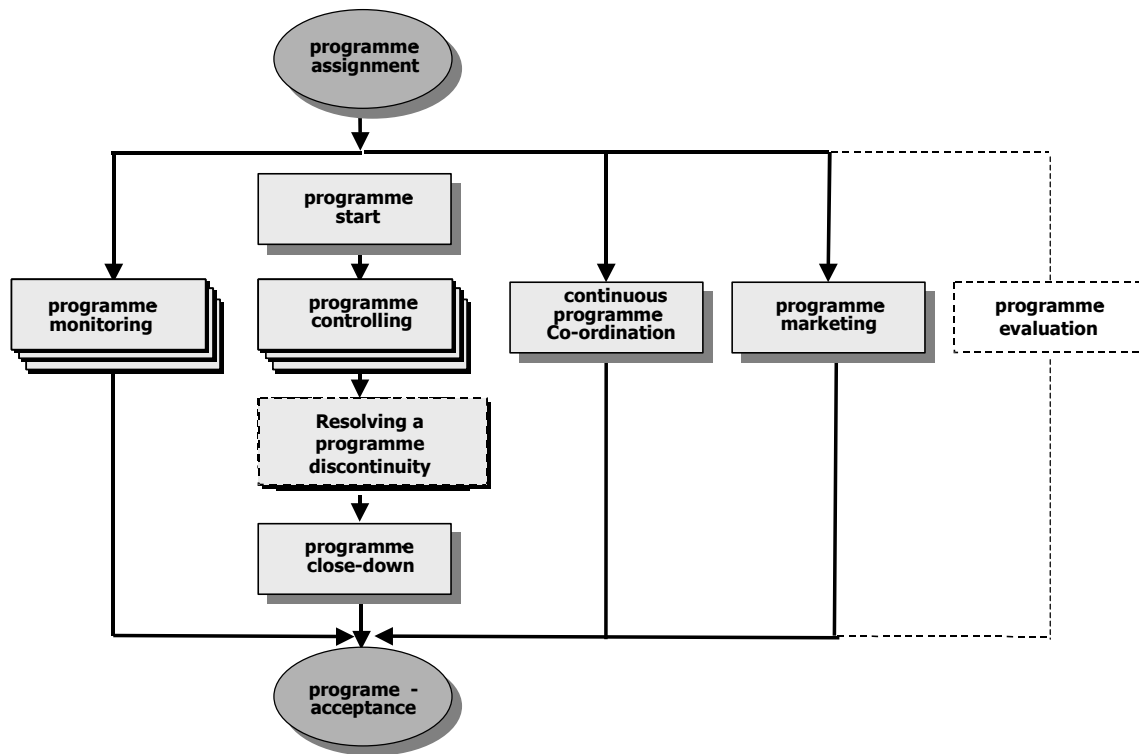 programme
assignment
programme
start
programme
monitoring
programme
controlling
continuous
programme
Co-ordination
programme
marketing
programme
evaluation
Resolving a
programme
discontinuity
programme
close-down
programe -
acceptance